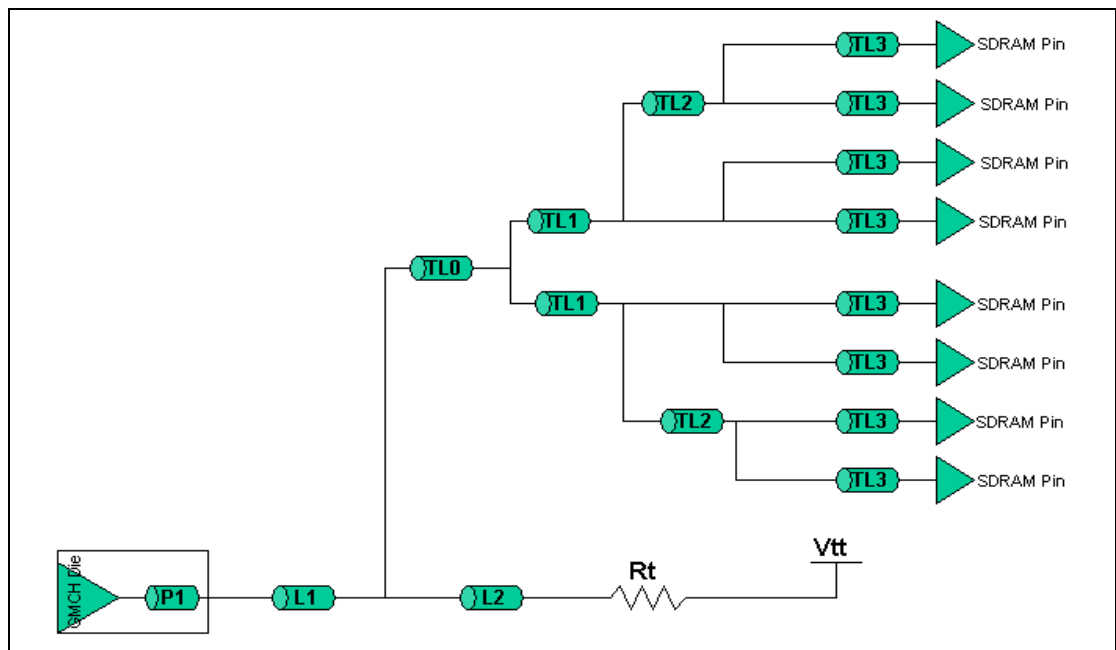 TL3 SDRAM Pin
TL2 TL3 SDRAM Pin
TL3 SDRAM Pin
TL1 TL3 SDRAM Pin
TL0
TL1 TL3 SDRAM Pin
TL3 SDRAM Pin
TL2 TL3 SDRAM Pin
TL3 SDRAM Pin
Vtt
Rt
GMCH Die P1 L1 L2